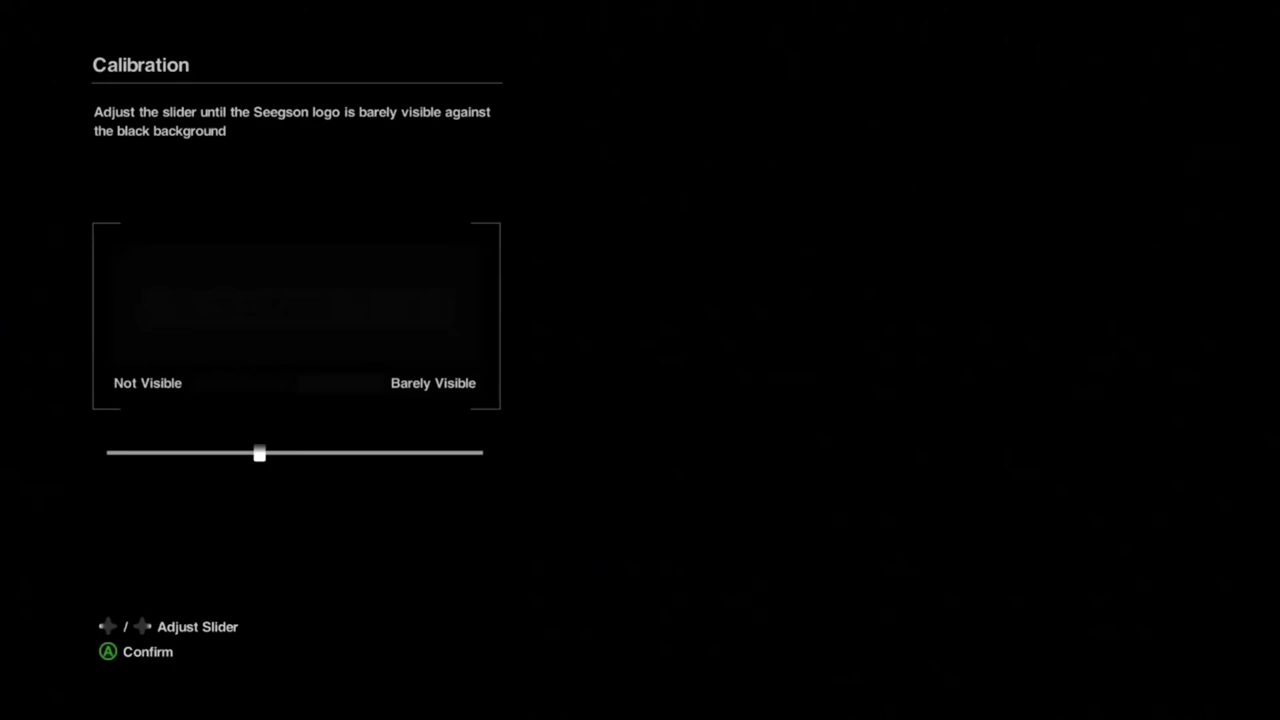 Calibration
Adjust the slider until the Seegson logo is barely visible against
the black background
Not Visible
Barely Visible
/ Adjust Slider
A Confirm